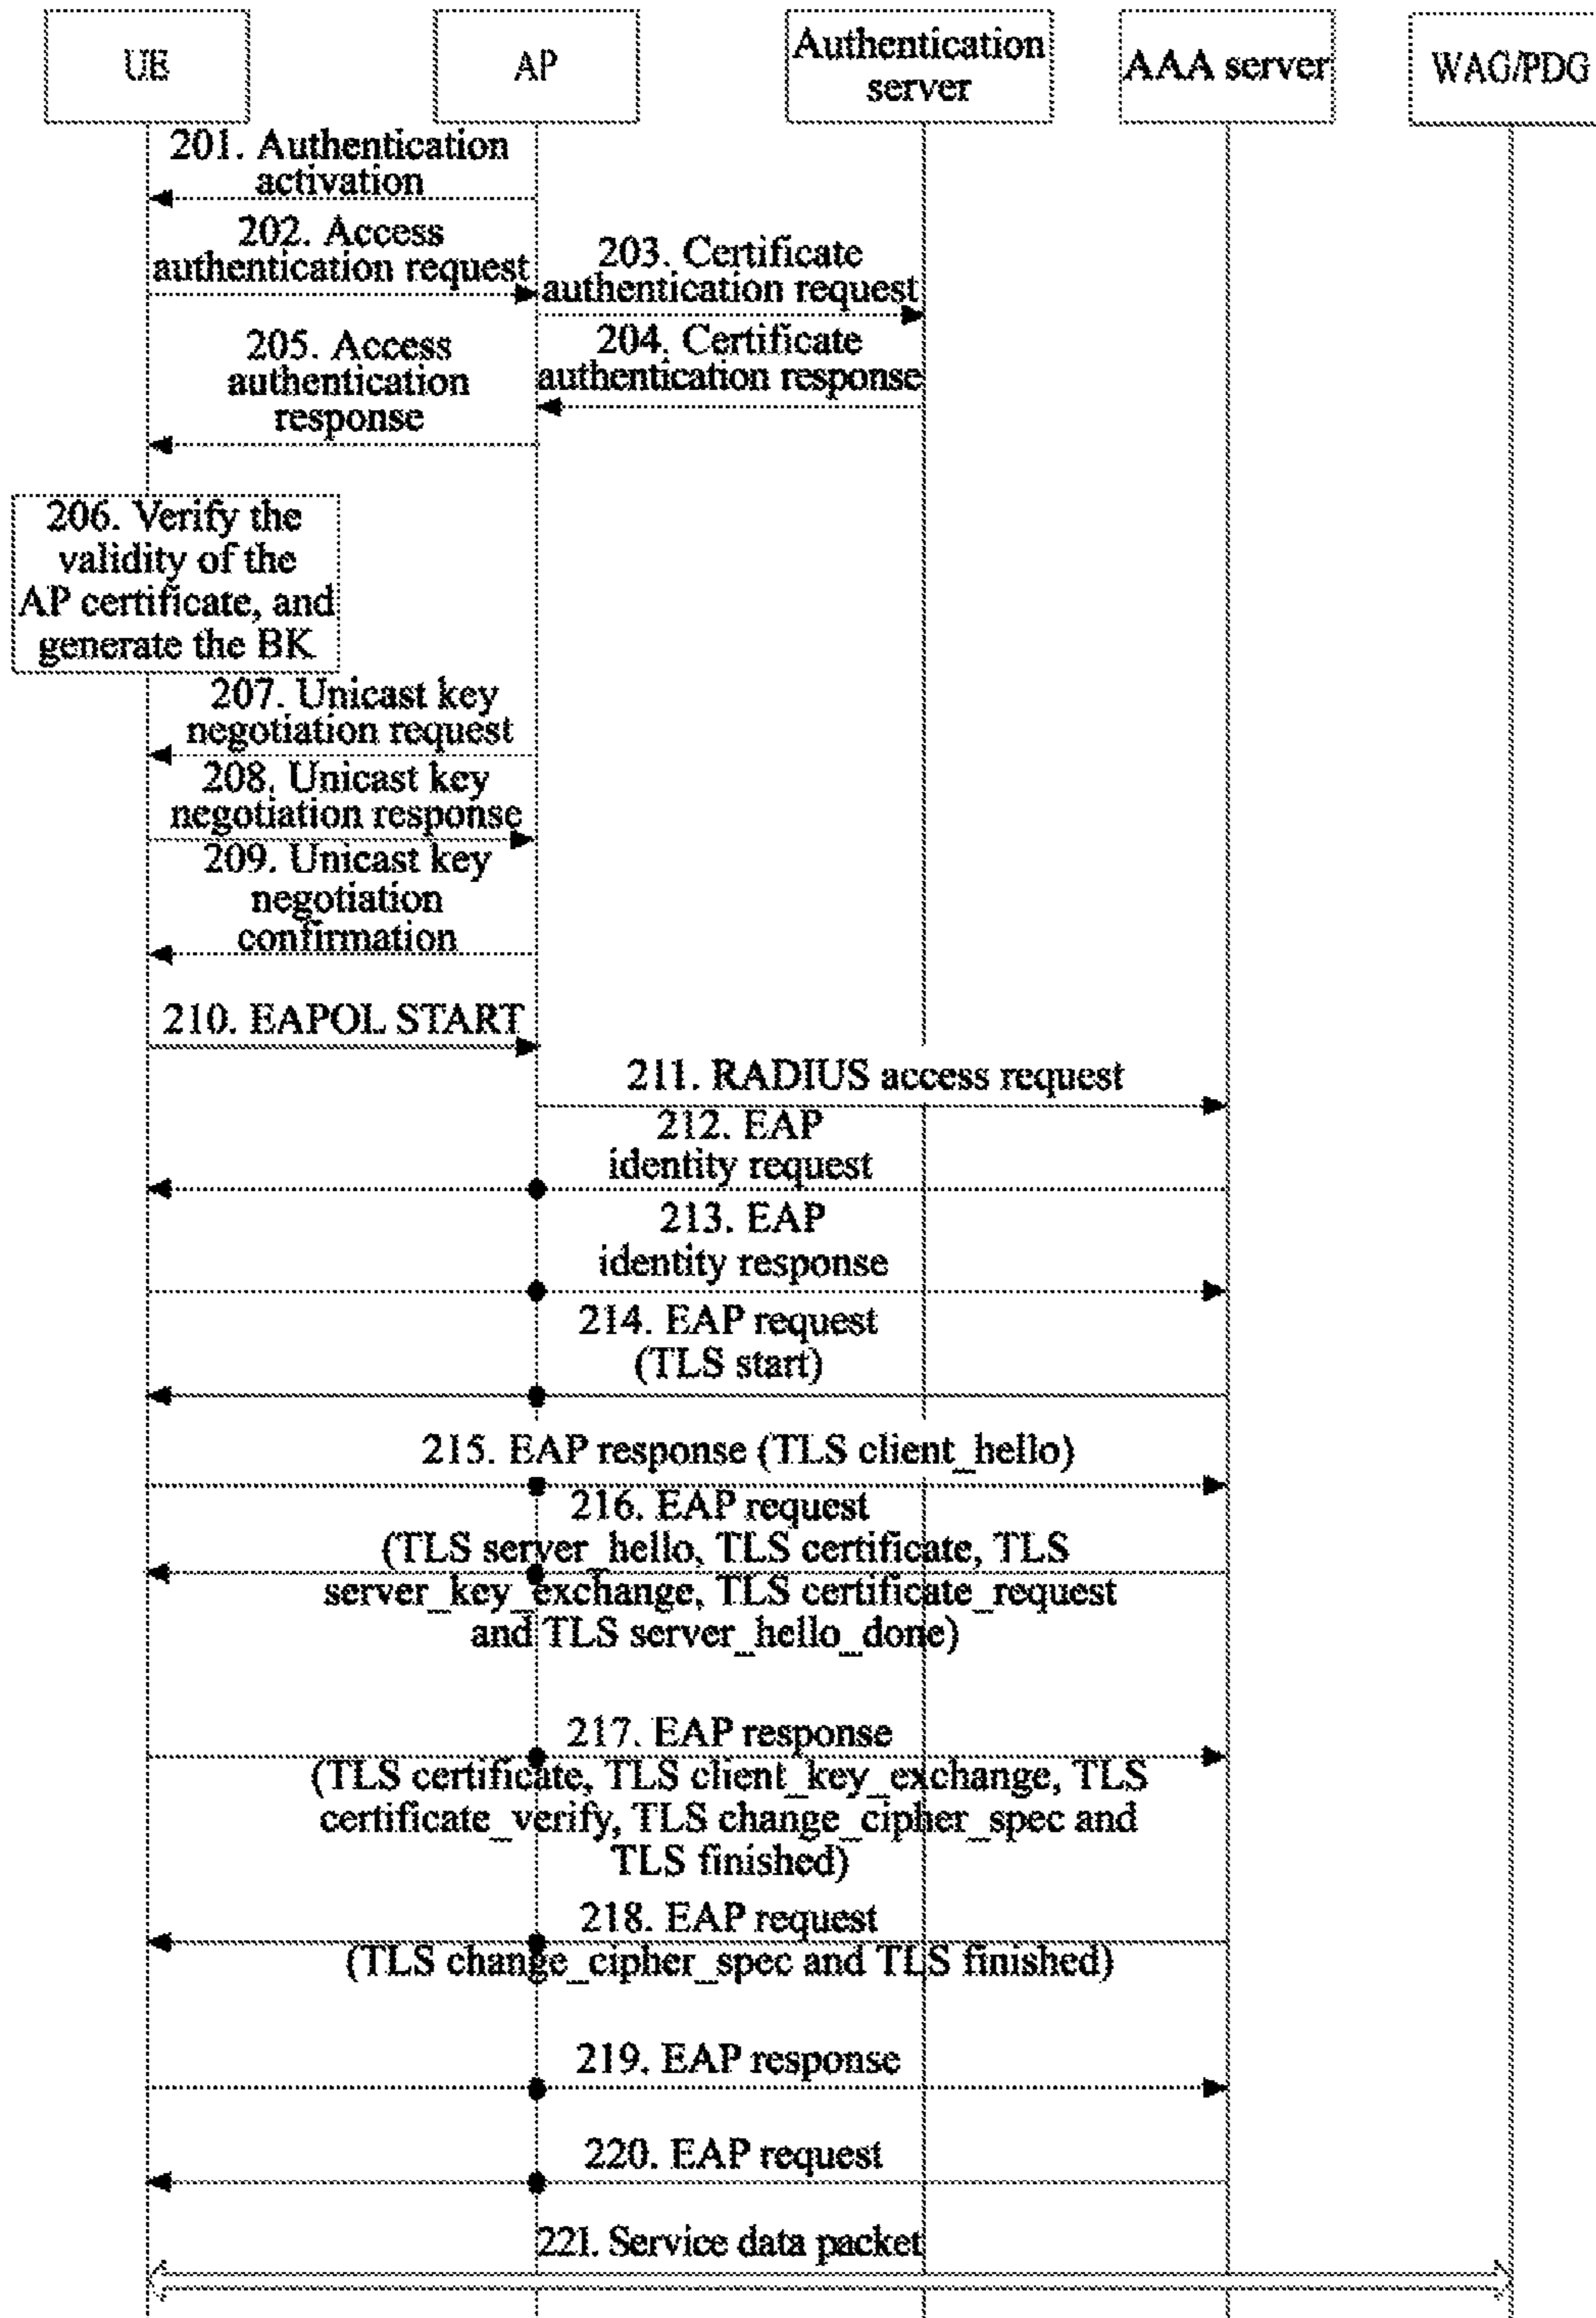 UE
AP
Authentication
server
AAA server
WAG/PDG
201. Authentication
activation
202. Access
authentication request
203. Certificate
authentication request
204. Certificate
authentication response
205. Access
authentication
response
206. Verify the
validity of the
AP certificate, and
generate the BK
207. Unicast key
negotiation request
208. Unicast key
negotiation response
209. Unicast key
negotiation
confirmation
210. EAPOL START
211. RADIUS access request
212. EAP
identity request
213. EAP
identity response
214. EAP request
(TLS start)
215. EAP response (TLS client_hello)
216. EAP request
(TLS server_hello, TLS certificate, TLS
server_key_exchange, TLS certificate_request
and TLS server_hello_done)
217. EAP response
(TLS certificate, TLS client_key_exchange, TLS
certificate_verify, TLS change_cipher_spec and
TLS finished)
218. EAP request
(TLS change_cipher_spec and TLS finished)
219. EAP response
220. EAP request
221. Service data packet